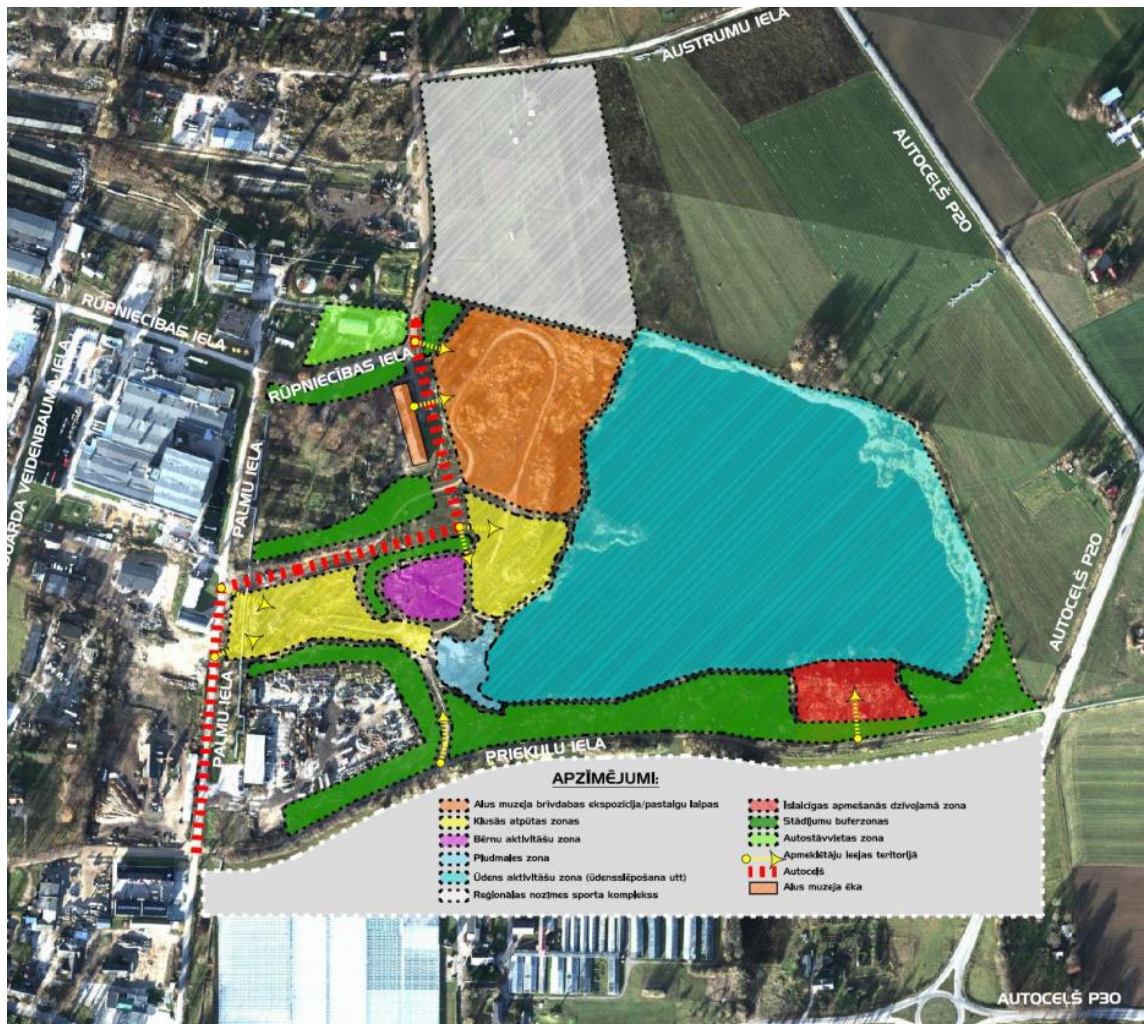 AUSTRUMU IELA
AUTOCEĻŠ P20
RŪPNIECĪBAS IELA
RŪPNIECĪBAS IELA
EDUARDA VEIDENBAUMA IELA
PALMU IELA
AUTOCEĻŠ P20
PALMU IELA
PRIEKUĻU IELA
APZĪMĒJUMI:
Alus muzeja brīvdabas ekspozīcija/pastaigu laipas
Klusās atpūtas zonas
Bērnu aktivitāšu zona
Pļudmales zona
Ūdens aktivitāšu zona (ūdensslēpošana utt)
Reģionālas nozīmes sporta komplekss
Īslaicīgas apmešanās dzīvojamā zona
Stādījumu buferzonas
Autostāvvietas zona
Apmeklētāju ieejas teritorijā
Autoceļš
Alus muzeja ēka
AUTOCEĻŠ P30